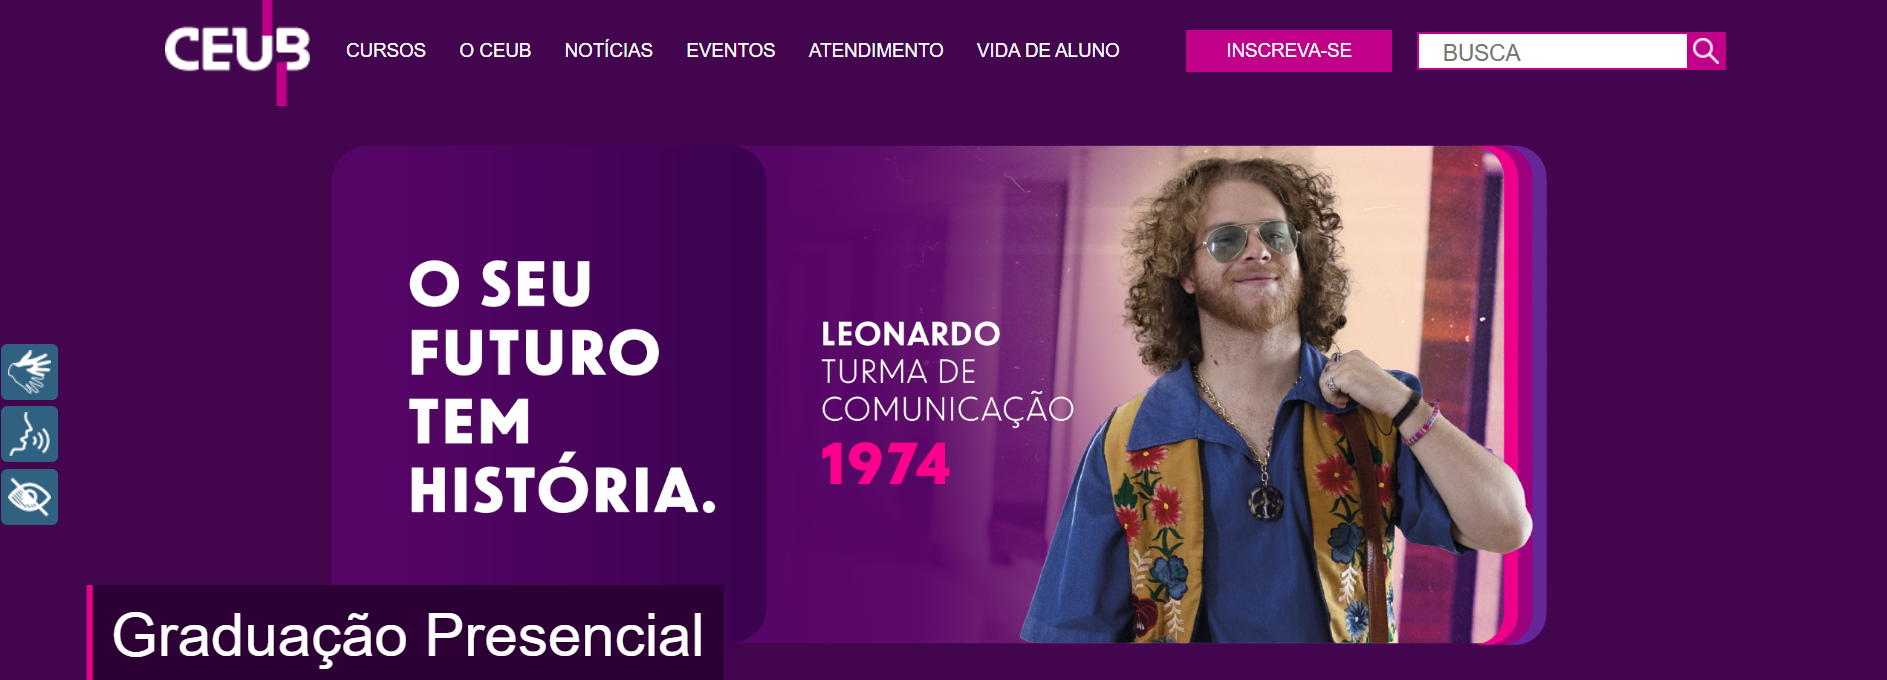 CEUB
CURSOS
O CEUB
NOTÍCIAS
EVENTOS
ATENDIMENTO
VIDA DE ALUNO
INSCREVA-SE
BUSCA
O SEU
FUTURO
TEM
HISTÓRIA.
LEONARDO
TURMA DE
COMUNICAÇÃO
1974
Graduação Presencial